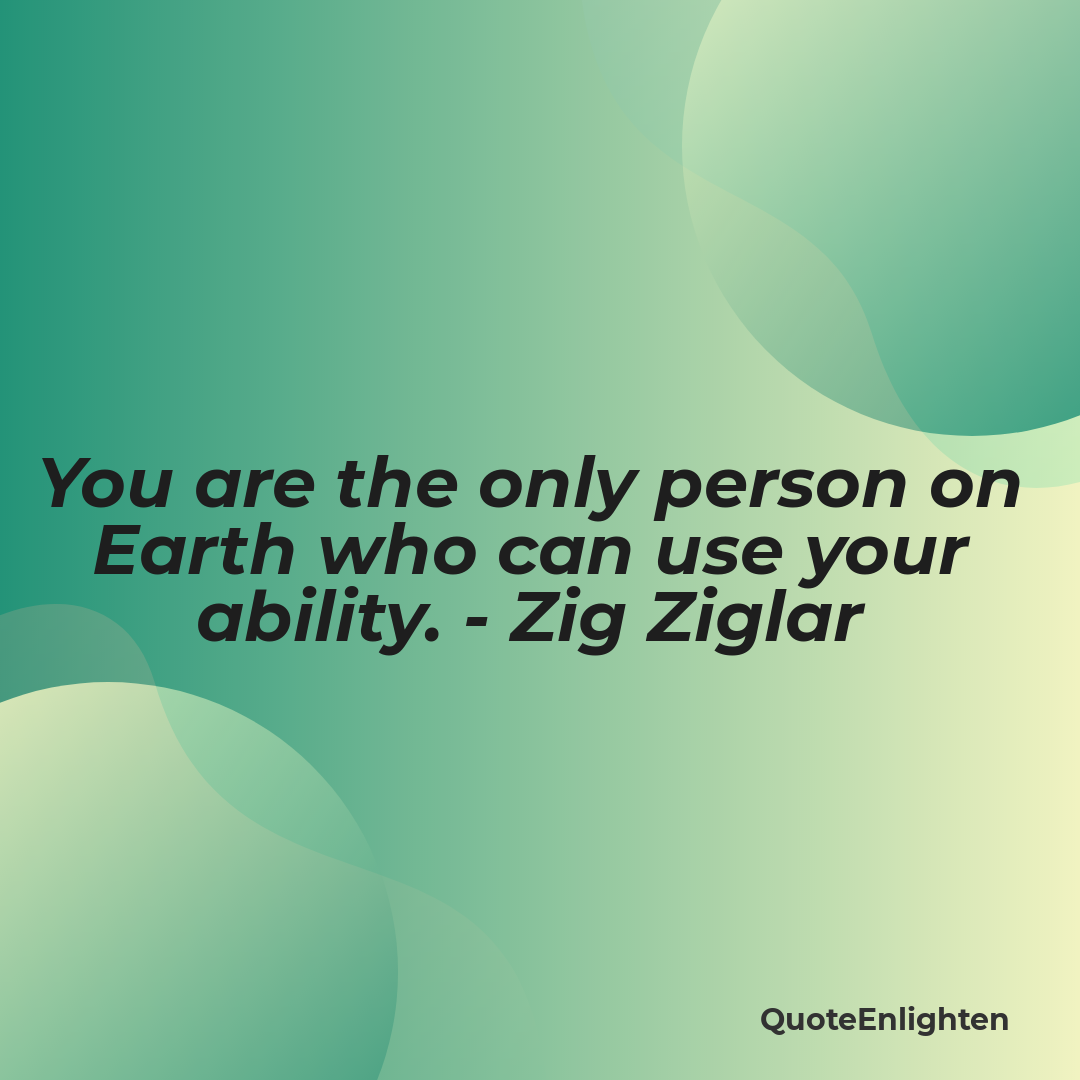 You are the only person on
Earth who can use your
ability. - Zig Ziglar
QuoteEnlighten